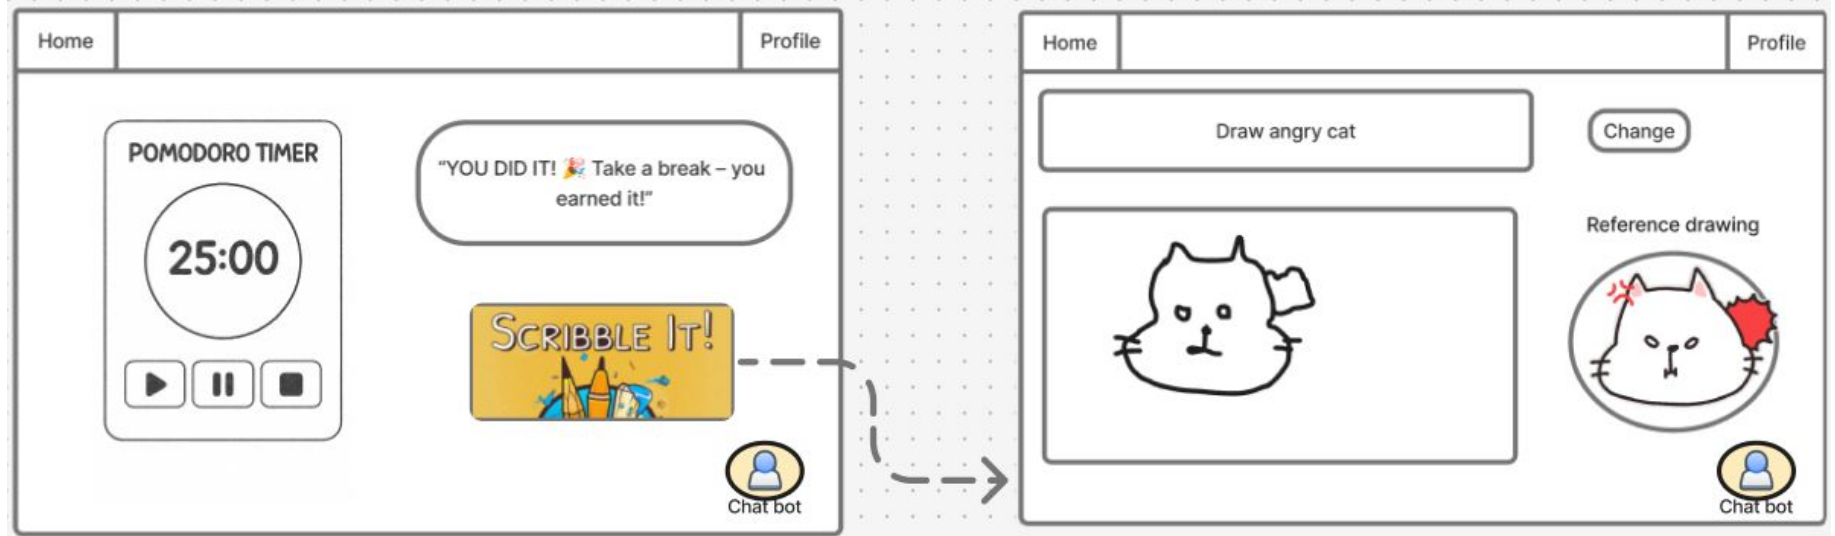 Home
Profile
POMODORO TIMER
25:00
“YOU DID IT! 🎉 Take a break – you
earned it!”
SCRIBBLE IT!
Chat bot
Home
Profile
Draw angry cat
Change
Reference drawing
Chat bot